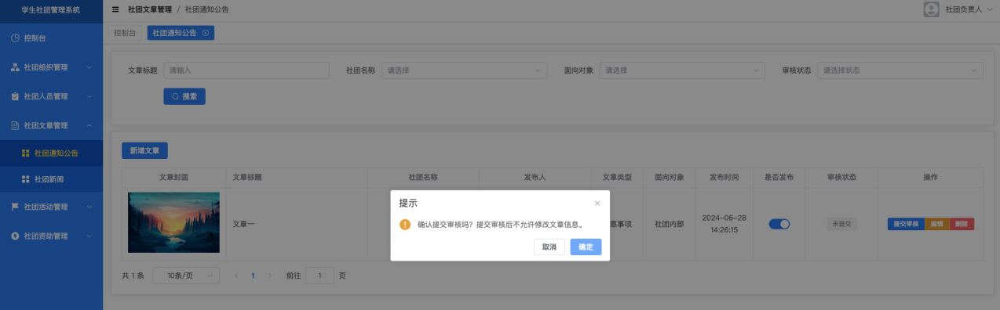 学生社团管理系统
社团文章管理 / 社团通知公告
社团负责人
控制台
社团组织管理
社团人员管理
社团文章管理
社团通知公告
社团新闻
社团活动管理
社团资助管理
控制台 社团通知公告
文章标题 请输入 社团名称 请选择 面向对象 请选择 审核状态 请选择状态
搜索
新增文章
文章封面 文章标题 社团名称 发布人 文章类型 面向对象 发布时间 是否发布 审核状态 操作
文章一 意事项 社团内部 2024-06-28 未提交 提交审核 编辑 删除
14:26:15
提示
确认提交审核吗？提交审核后不允许修改文章信息。
取消 确定
共 1 条 10条/页 1 前往 1 页